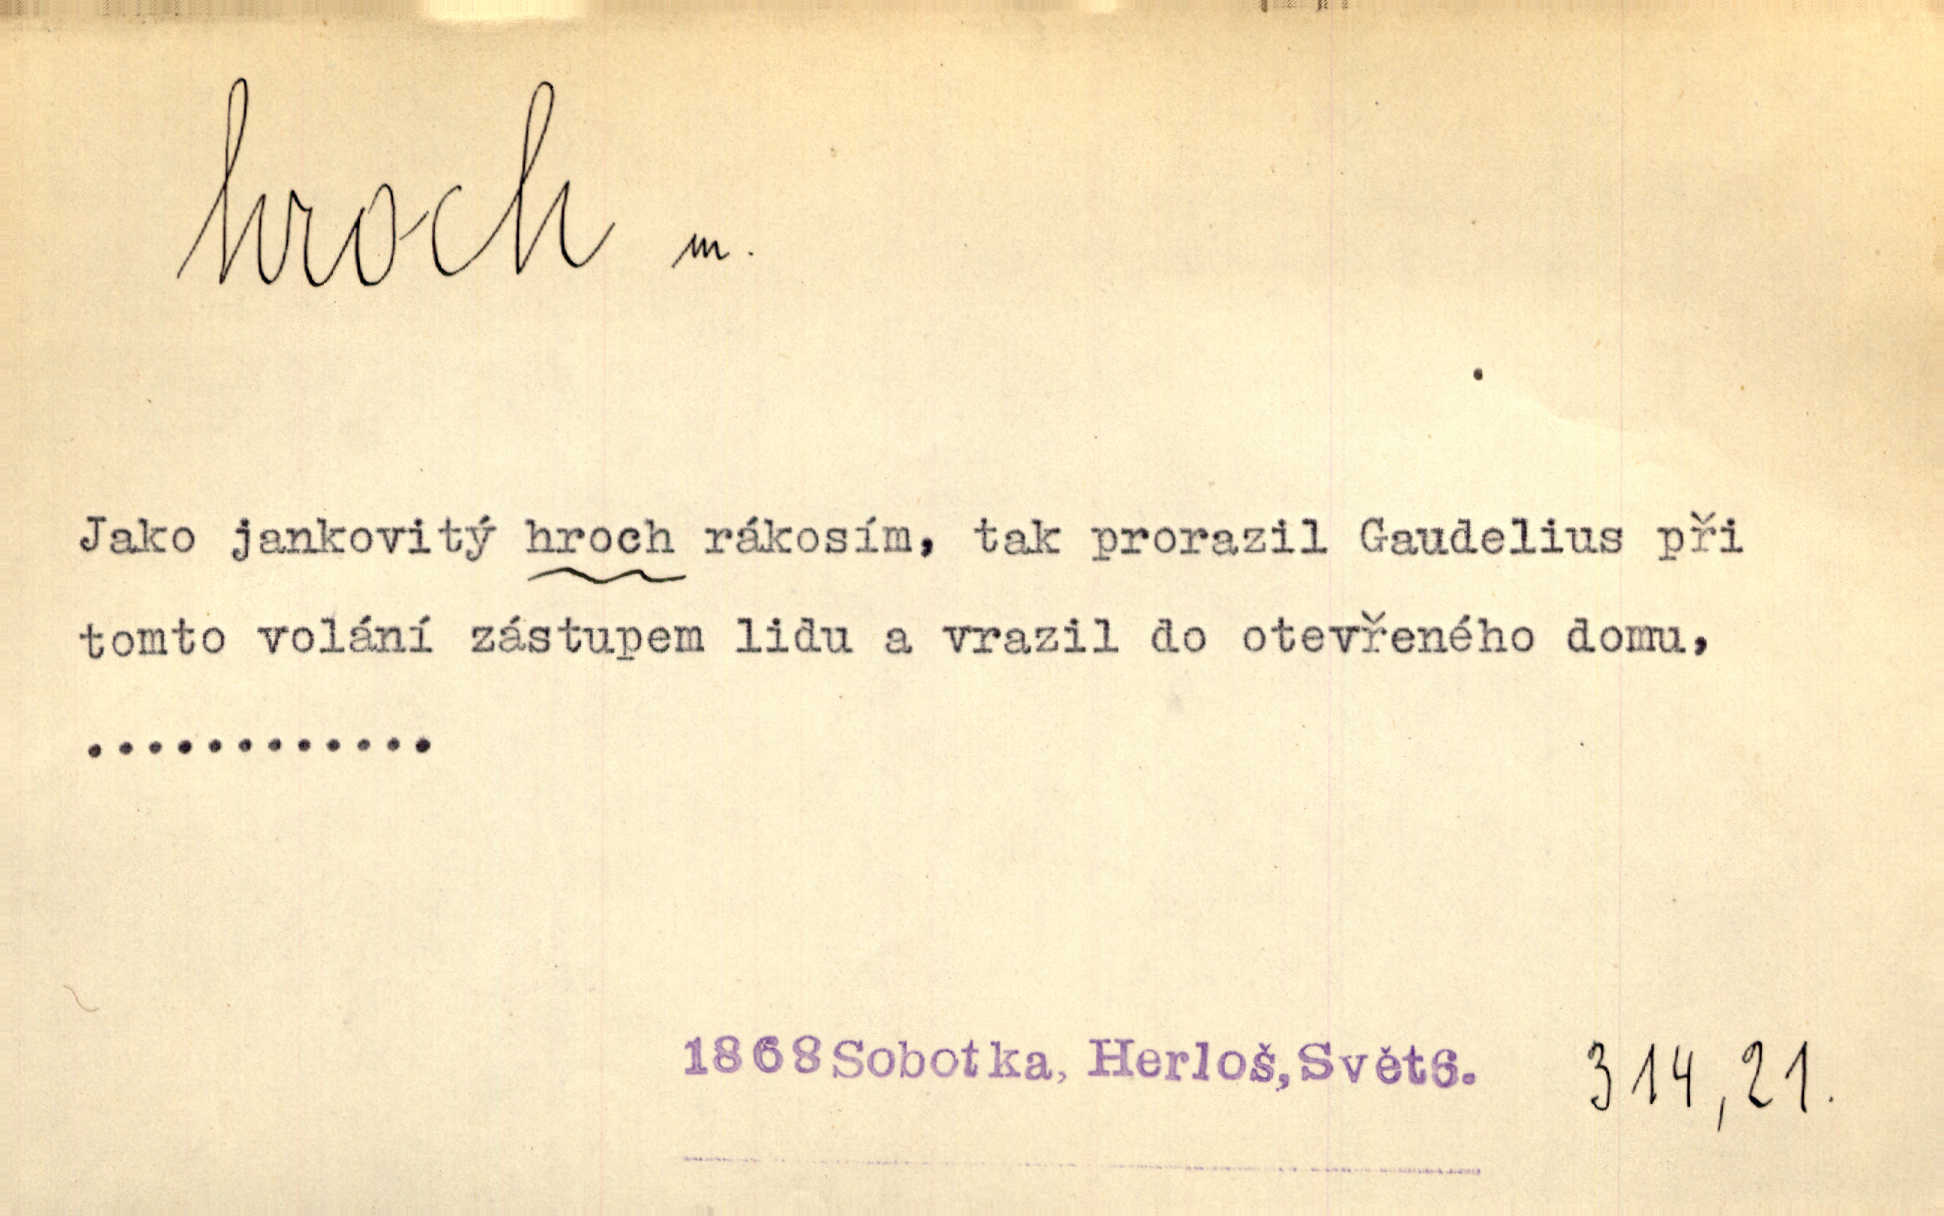 hroch m.
Jako jankovitý hroch rákosím, tak prorazil Gaudelius při
tomto volání zástupem lidu a vrazil do otevřeného domu,
............
1868 Sobotka, Herloš, Svět6. 314,21.